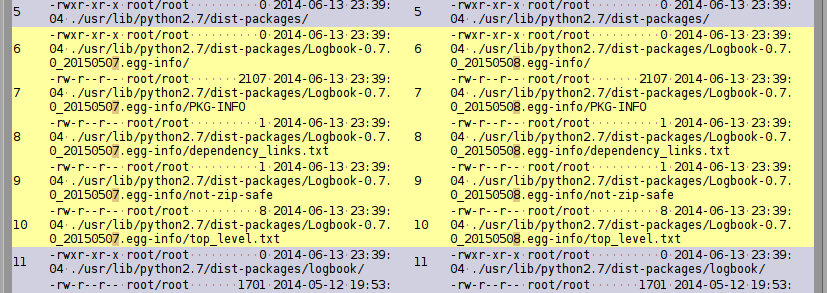 5 -rwxr-xr-x root/root 0 2014-06-13 23:39:
04 ./usr/lib/python2.7/dist-packages/
6 -rwxr-xr-x root/root 0 2014-06-13 23:39:
04 ./usr/lib/python2.7/dist-packages/Logbook-0.7.
0_20150507.egg-info/
7 -rw-r--r-- root/root 2107 2014-06-13 23:39:
04 ./usr/lib/python2.7/dist-packages/Logbook-0.7.
0_20150507.egg-info/PKG-INFO
8 -rw-r--r-- root/root 1 2014-06-13 23:39:
04 ./usr/lib/python2.7/dist-packages/Logbook-0.7.
0_20150507.egg-info/dependency_links.txt
9 -rw-r--r-- root/root 1 2014-06-13 23:39:
04 ./usr/lib/python2.7/dist-packages/Logbook-0.7.
0_20150507.egg-info/not-zip-safe
10 -rw-r--r-- root/root 8 2014-06-13 23:39:
04 ./usr/lib/python2.7/dist-packages/Logbook-0.7.
0_20150507.egg-info/top_level.txt
11 -rwxr-xr-x root/root 0 2014-06-13 23:39:
04 ./usr/lib/python2.7/dist-packages/logbook/
-rw-r--r-- root/root 1701 2014-05-12 19:53:
5 -rwxr-xr-x root/root 0 2014-06-13 23:39:
04 ./usr/lib/python2.7/dist-packages/
6 -rwxr-xr-x root/root 0 2014-06-13 23:39:
04 ./usr/lib/python2.7/dist-packages/Logbook-0.7.
0_20150508.egg-info/
7 -rw-r--r-- root/root 2107 2014-06-13 23:39:
04 ./usr/lib/python2.7/dist-packages/Logbook-0.7.
0_20150508.egg-info/PKG-INFO
8 -rw-r--r-- root/root 1 2014-06-13 23:39:
04 ./usr/lib/python2.7/dist-packages/Logbook-0.7.
0_20150508.egg-info/dependency_links.txt
9 -rw-r--r-- root/root 1 2014-06-13 23:39:
04 ./usr/lib/python2.7/dist-packages/Logbook-0.7.
0_20150508.egg-info/not-zip-safe
10 -rw-r--r-- root/root 8 2014-06-13 23:39:
04 ./usr/lib/python2.7/dist-packages/Logbook-0.7.
0_20150508.egg-info/top_level.txt
11 -rwxr-xr-x root/root 0 2014-06-13 23:39:
04 ./usr/lib/python2.7/dist-packages/logbook/
-rw-r--r-- root/root 1701 2014-05-12 19:53: